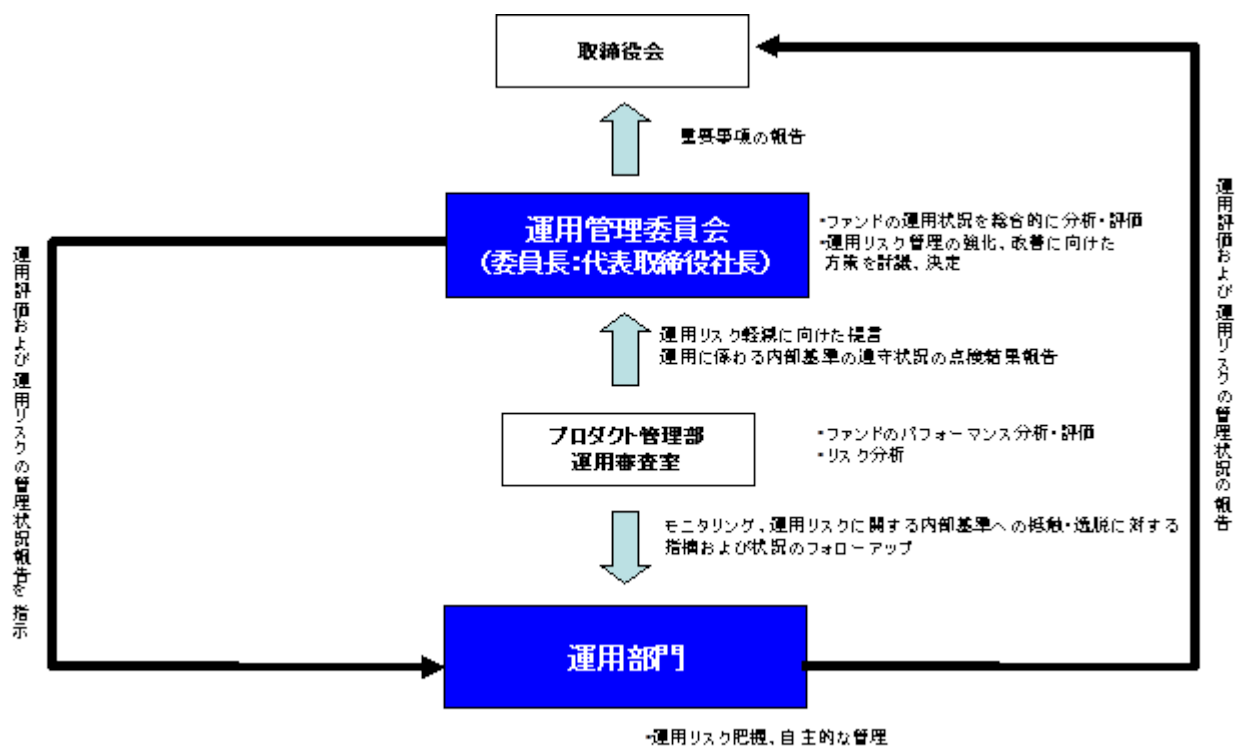 取締役会
重要事項の報告
運用管理委員会
(委員長:代表取締役社長)
・ファンドの運用状況を総合的に分析・評価
・運用リスク管理の強化、改善に向けた
方策を討議、決定
運用リスク軽減に向けた提言
運用に係わる内部基準の遵守状況の点検結果報告
プロダクト管理部
運用審査室
・ファンドのパフォーマンス分析・評価
・リスク分析
モニタリング、運用リスクに関する内部基準への抵触・逸脱に対する
指摘および状況のフォローアップ
運用部門
・運用リスク把握、自主的な管理
運用評価および運用リスクの管理状況報告を指示
運用評価および運用リスクの管理状況の報告